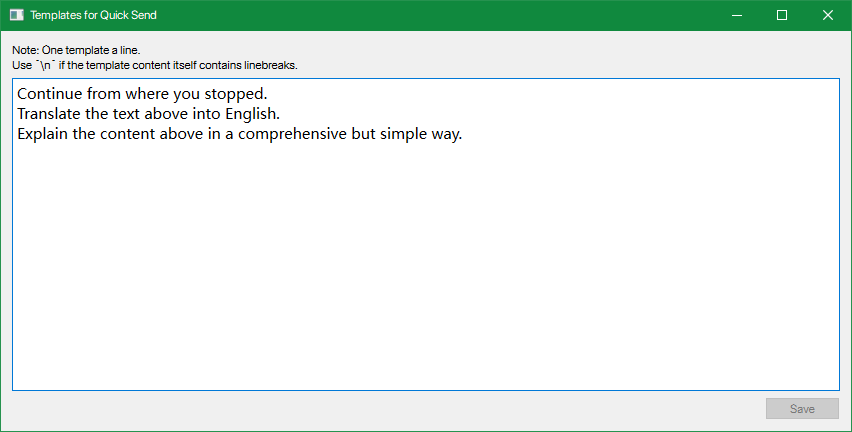 Templates for Quick Send
Note: One template a line.
Use `\n` if the template content itself contains linebreaks.
Continue from where you stopped.
Translate the text above into English.
Explain the content above in a comprehensive but simple way.
Save